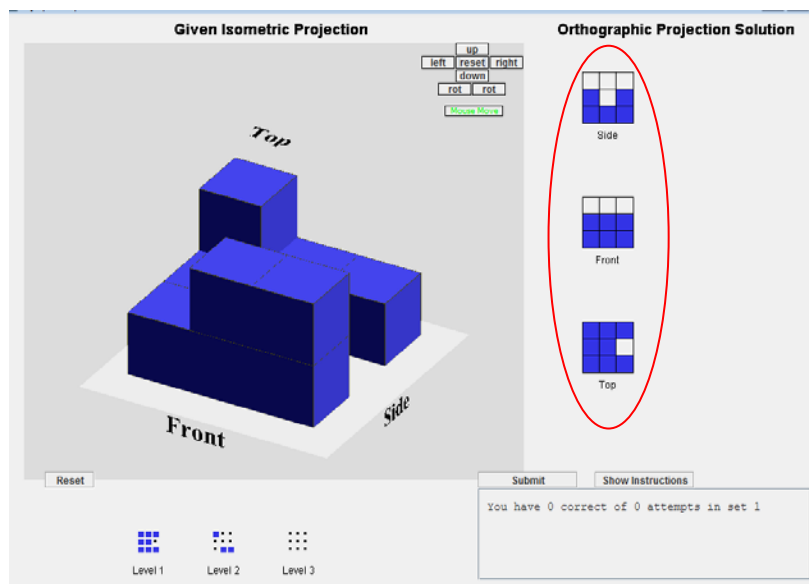 Given Isometric Projection
Orthographic Projection Solution
up
left reset right
down
rot rot
Mouse Move
Top
Front
Side
Side
Front
Top
Reset
Submit Show Instructions
You have 0 correct of 0 attempts in set 1
Level 1 Level 2 Level 3